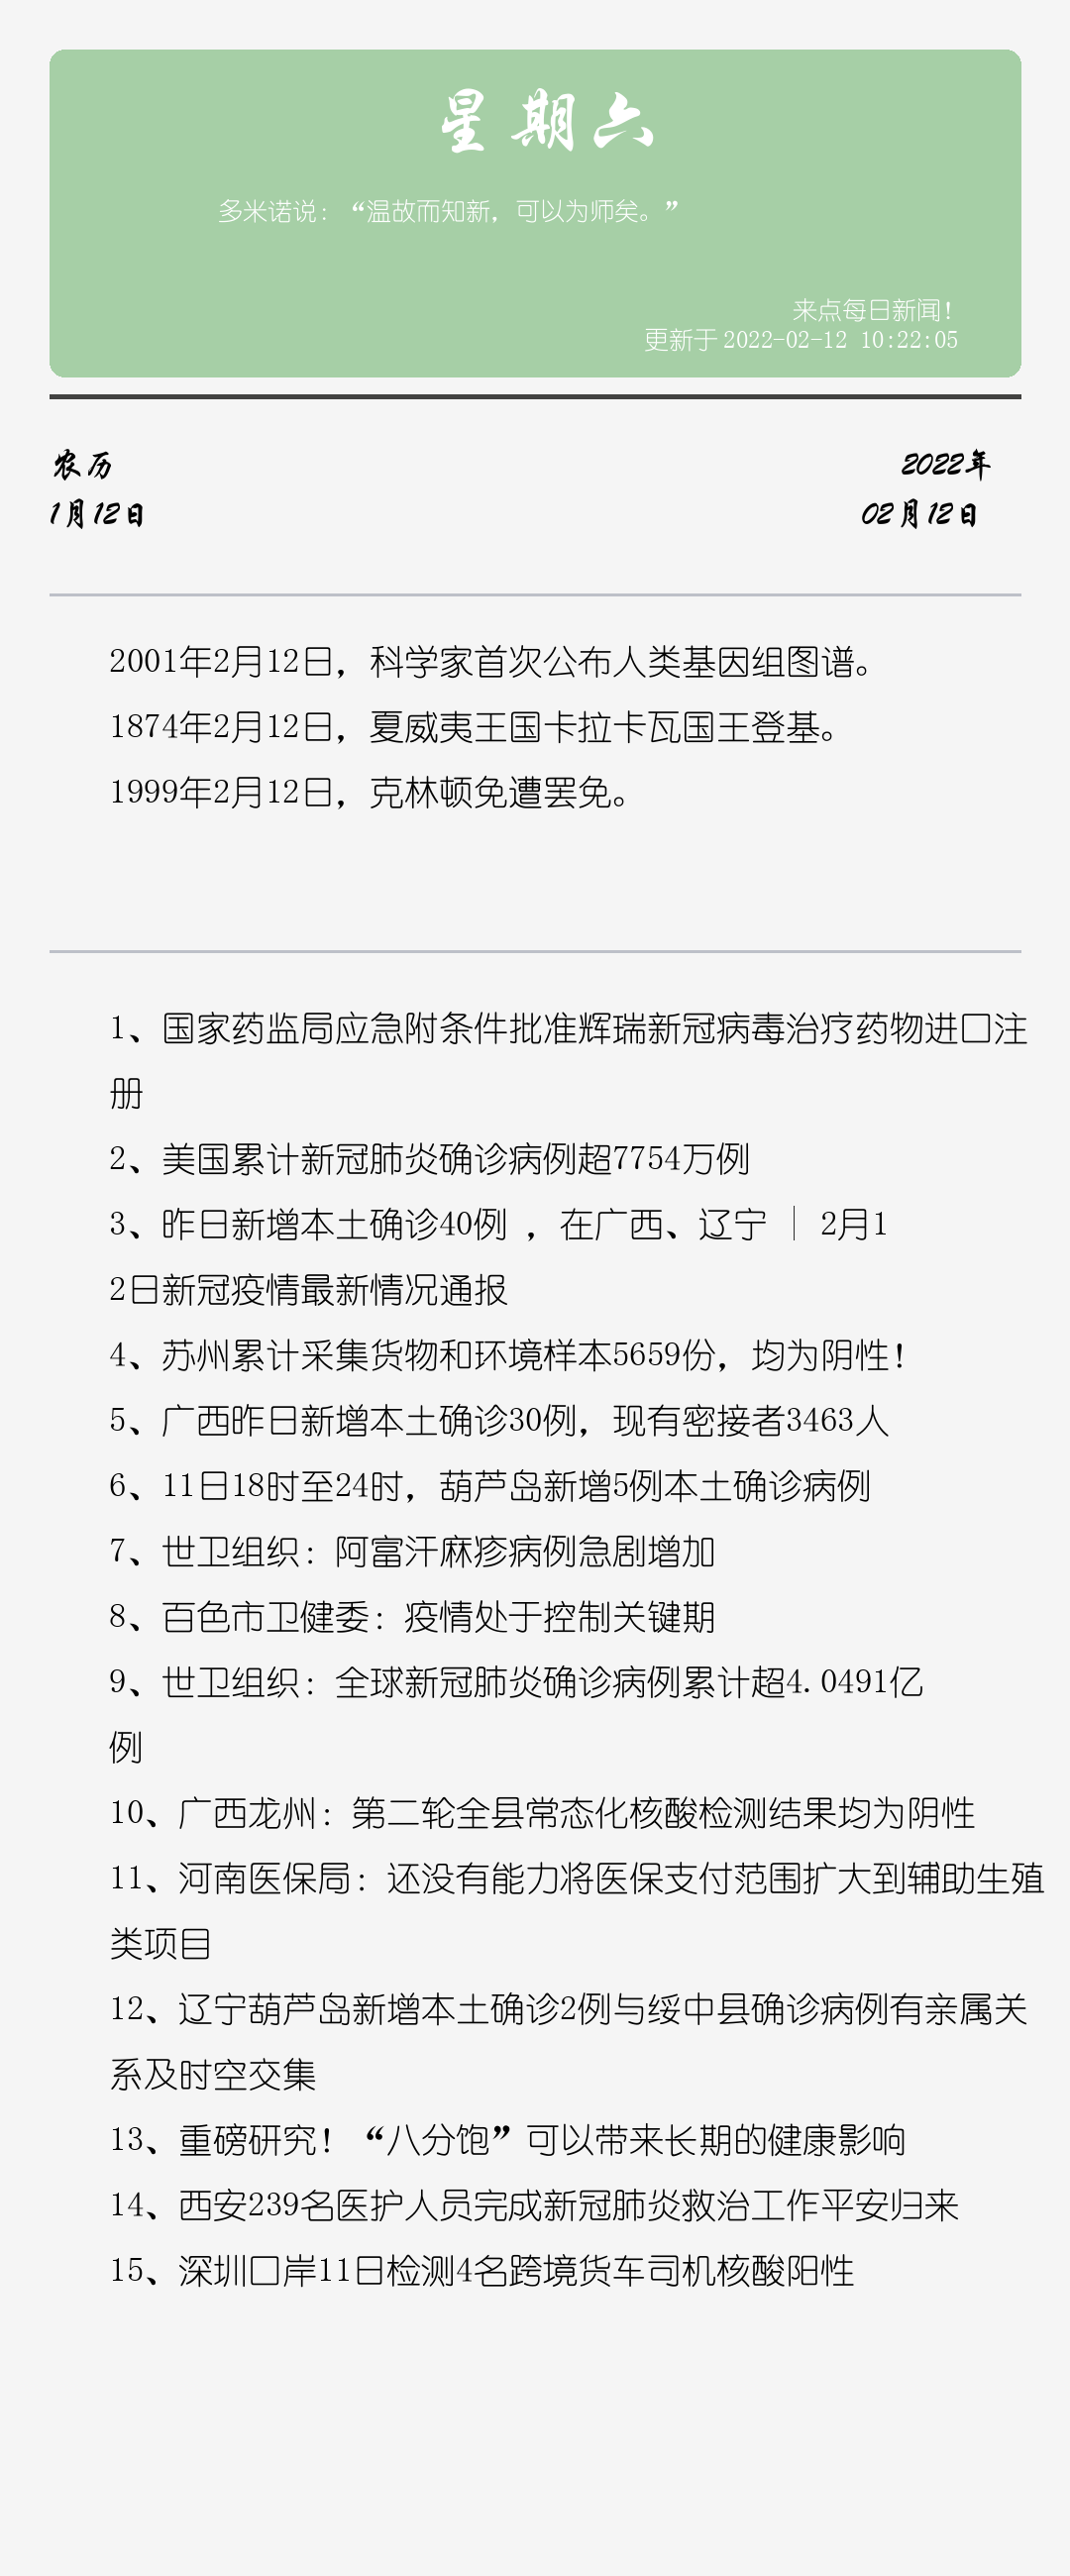 星期六
多米诺说：“温故而知新，可以为师矣。”
来点每日新闻！
更新于 2022-02-12 10:22:05
农历
2022年
1月12日
02月12日
2001年2月12日，科学家首次公布人类基因组图谱。
1874年2月12日，夏威夷王国卡拉卡瓦国王登基。
1999年2月12日，克林顿免遭罢免。
1、国家药监局应急附条件批准辉瑞新冠病毒治疗药物进口注
册
2、美国累计新冠肺炎确诊病例超7754万例
3、昨日新增本土确诊40例 ，在广西、辽宁 ｜ 2月1
2日新冠疫情最新情况通报
4、苏州累计采集货物和环境样本5659份，均为阴性！
5、广西昨日新增本土确诊30例，现有密接者3463人
6、11日18时至24时，葫芦岛新增5例本土确诊病例
7、世卫组织：阿富汗麻疹病例急剧增加
8、百色市卫健委：疫情处于控制关键期
9、世卫组织：全球新冠肺炎确诊病例累计超4.0491亿
例
10、广西龙州：第二轮全县常态化核酸检测结果均为阴性
11、河南医保局：还没有能力将医保支付范围扩大到辅助生殖
类项目
12、辽宁葫芦岛新增本土确诊2例与绥中县确诊病例有亲属关
系及时空交集
13、重磅研究！“八分饱”可以带来长期的健康影响
14、西安239名医护人员完成新冠肺炎救治工作平安归来
15、深圳口岸11日检测4名跨境货车司机核酸阳性